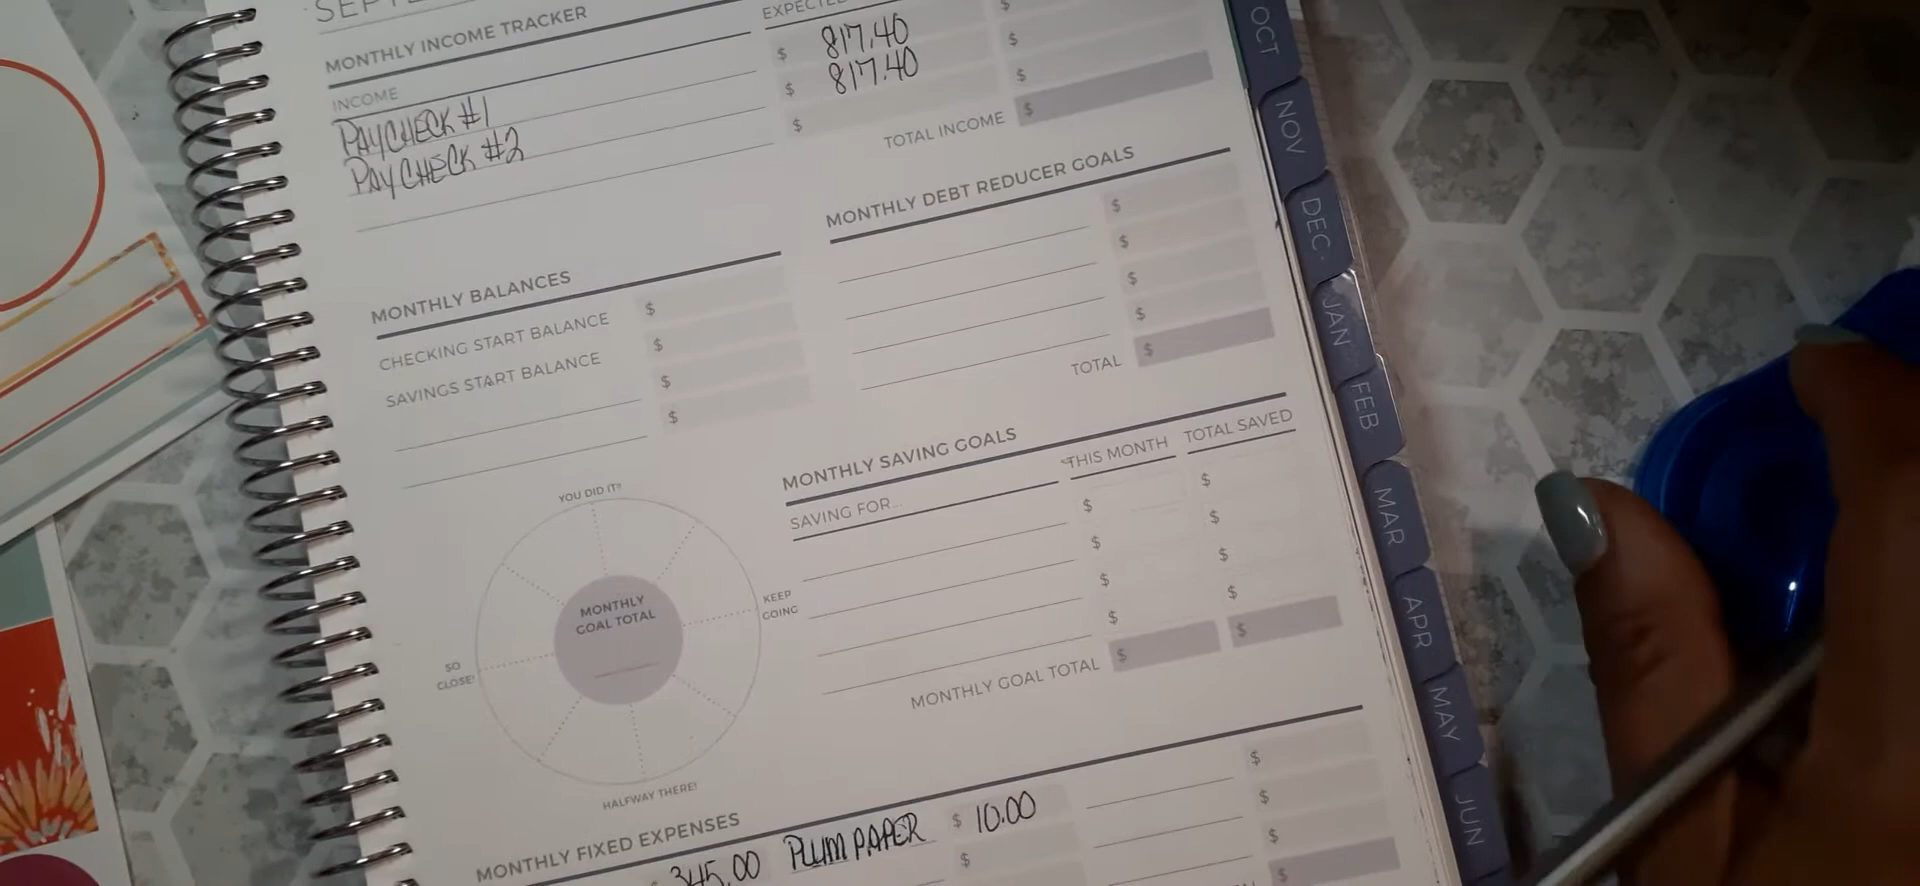 MONTHLY INCOME TRACKER
INCOME
PAYCHECK #1 $ 817.40 $
PAYCHECK #2 $ 817.40 $
$ $
TOTAL INCOME $
MONTHLY BALANCES
CHECKING START BALANCE $
SAVINGS START BALANCE $
$
$
MONTHLY DEBT REDUCER GOALS
$
$
$
$
TOTAL $
MONTHLY SAVING GOALS
SAVING FOR... THIS MONTH TOTAL SAVED
$ $
$ $
$ $
$ $
MONTHLY GOAL TOTAL $ $
YOU DID IT!
KEEP
GOING
MONTHLY
GOAL TOTAL
SO
CLOSE!
HALFWAY THERE!
MONTHLY FIXED EXPENSES
345.00 PLUM PAPER $ 10.00 $
$ $
$
$
OCT
NOV
DEC
JAN
FEB
MAR
APR
MAY
JUN